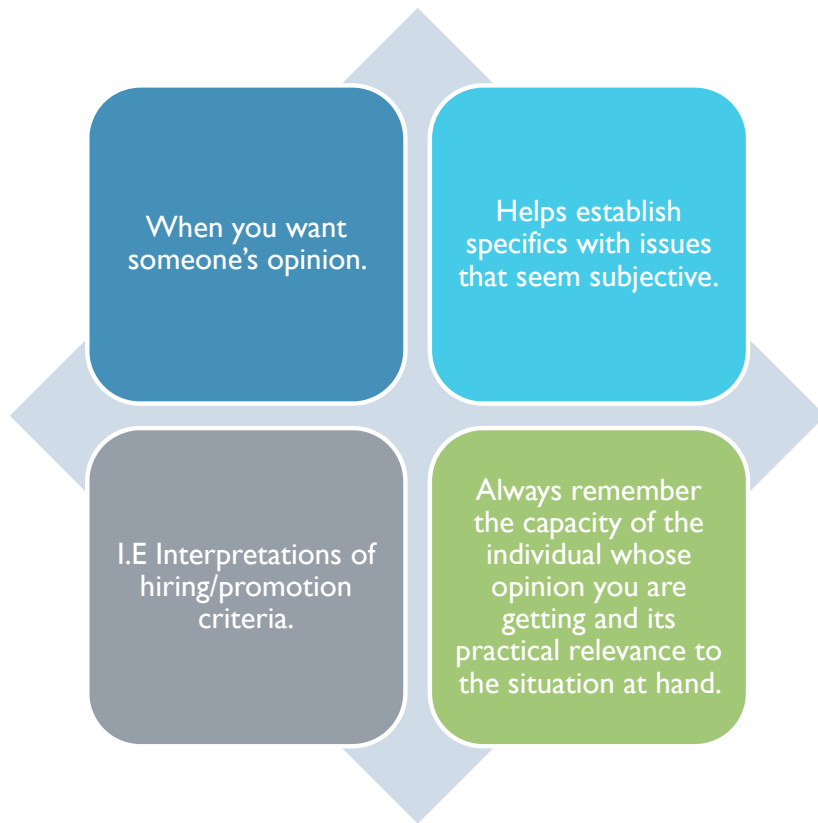 When you want
someone’s opinion.
Helps establish
specifics with issues
that seem subjective.
I.E Interpretations of
hiring/promotion
criteria.
Always remember
the capacity of the
individual whose
opinion you are
getting and its
practical relevance to
the situation at hand.